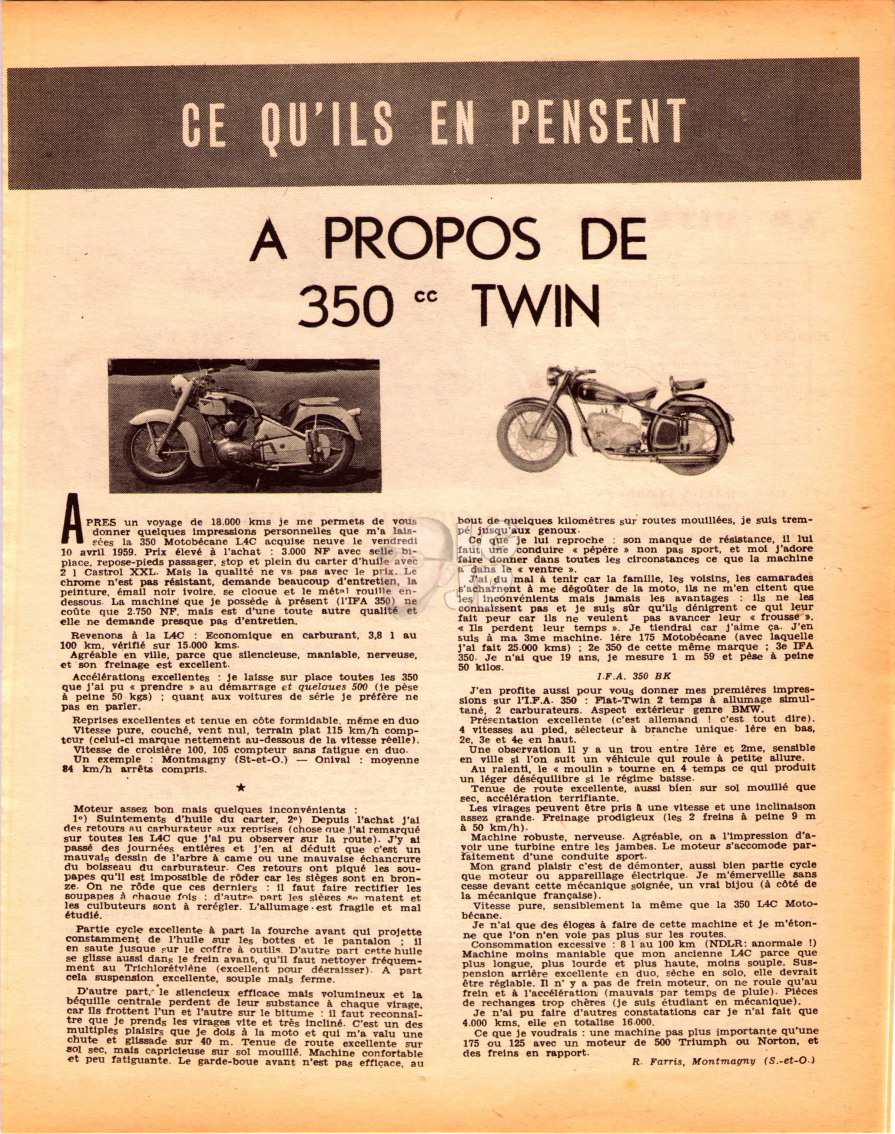 CE QU'ILS EN PENSENT
A PROPOS DE
350 cc TWIN
APRES un voyage de 18.000 kms je me permets de vous
donner quelques impressions personnelles que m'a lais-
sées la 350 Motobécane L4C acquise neuve le vendredi
10 avril 1959. Prix élevé à l'achat : 3.000 NF avec selle bi-
place, repose-pieds passager, stop et plein du carter d'huile avec
2 l Castrol XXL. Mais la qualité ne va pas avec le prix. Le
chrome n'est pas résistant, demande beaucoup d'entretien, la
peinture, émail noir ivoire, se cloque et le métal rouille en-
dessous. La machine que je possède à présent (l'IFA 350) ne
coûte que 2.750 NF, mais est d'une toute autre qualité et
elle ne demande presque pas d'entretien.
Revenons à la L4C : Economique en carburant, 3,8 l au
100 km, vérifié sur 15.000 kms.
Agréable en ville, parce que silencieuse, maniable, nerveuse,
et son freinage est excellent.
Accélérations excellentes : je laisse sur place toutes les 350
que j'ai pu « prendre » au démarrage et quelques 500 (je pèse
à peine 50 kgs) ; quant aux voitures de série je préfère ne
pas en parler.
Reprises excellentes et tenue en côte formidable, même en duo
Vitesse pure, couché, vent nul, terrain plat 115 km/h comp-
teur (celui-ci marque nettement au-dessous de la vitesse réelle).
Vitesse de croisière 100, 105 compteur sans fatigue en duo.
Un exemple : Montmagny (St-et-O.) — Onival : moyenne
84 km/h arrêts compris.
★
Moteur assez bon mais quelques inconvénients :
1°) Suintements d'huile du carter, 2°) Depuis l'achat j'ai
des retours au carburateur aux reprises (chose que j'ai remarqué
sur toutes les L4C que j'ai pu observer sur la route). J'y ai
passé des journées entières et j'en ai déduit que c'est un
mauvais dessin de l'arbre à came ou une mauvaise échancrure
du boisseau du carburateur. Ces retours ont piqué les sou-
papes qu'il est impossible de rôder car les sièges sont en bron-
ze. On ne rôde que ces derniers : il faut faire rectifier les
soupapes à chaque fois : d'autre part les sièges se matent et
les culbuteurs sont à rerégler. L'allumage est fragile et mal
étudié.
Partie cycle excellente à part la fourche avant qui projette
constamment de l'huile sur les bottes et le pantalon ; il
en saute jusque sur le coffre à outils. D'autre part cette huile
se glisse aussi dans le frein avant, qu'il faut nettoyer fréquem-
ment au Trichlorétylène (excellent pour dégraisser). A part
cela suspension excellente, souple mais ferme.
D'autre part, le silencieux efficace mais volumineux et la
béquille centrale perdent de leur substance à chaque virage,
car ils frottent l'un et l'autre sur le bitume : il faut reconnaî-
tre que je prends les virages vite et très incliné. C'est un des
multiples plaisirs que je dois à la moto et qui m'a valu une
chute et glissade sur 40 m. Tenue de route excellente sur
sol sec, mais capricieuse sur sol mouillé. Machine confortable
et peu fatiguante. Le garde-boue avant n'est pas efficace, au
bout de quelques kilomètres sur routes mouillées, je suis trem-
pé jusqu'aux genoux.
Ce que je lui reproche : son manque de résistance, il lui
faut une conduite « pépère » non pas sport, et moi j'adore
faire donner dans toutes les circonstances ce que la machine
a dans le « ventre ».
J'ai du mal à tenir car la famille, les voisins, les camarades
s'acharnent à me dégoûter de la moto, ils ne m'en citent que
les inconvénients mais jamais les avantages : ils ne les
connaissent pas et je suis sûr qu'ils dénigrent ce qui leur
fait peur car ils ne veulent pas avancer leur « frousse ».
« Ils perdent leur temps ». Je tiendrai car j'aime ça. J'en
suis à ma 3me machine. 1ère 175 Motobécane (avec laquelle
j'ai fait 25.000 kms) ; 2e 350 de cette même marque ; 3e IFA
350. Je n'ai que 19 ans, je mesure 1 m 59 et pèse à peine
50 kilos.
I.F.A. 350 BK
J'en profite aussi pour vous donner mes premières impres-
sions sur l'I.F.A. 350 : Flat-Twin 2 temps à allumage simul-
tané, 2 carburateurs. Aspect extérieur genre BMW.
Présentation excellente (c'est allemand ! c'est tout dire).
4 vitesses au pied, sélecteur à branche unique. 1ère en bas,
2e, 3e et 4e en haut.
Une observation il y a un trou entre 1ère et 2me, sensible
en ville si l'on suit un véhicule qui roule à petite allure.
Au ralenti, le « moulin » tourne en 4 temps ce qui produit
un léger déséquilibre si le régime baisse.
Tenue de route excellente, aussi bien sur sol mouillé que
sec, accélération terrifiante.
Les virages peuvent être pris à une vitesse et une inclinaison
assez grande. Freinage prodigieux (les 2 freins à peine 9 m
à 50 km/h).
Machine robuste, nerveuse. Agréable, on a l'impression d'a-
voir une turbine entre les jambes. Le moteur s'accomode par-
faitement d'une conduite sport.
Mon grand plaisir c'est de démonter, aussi bien partie cycle
que moteur ou appareillage électrique. Je m'émerveille sans
cesse devant cette mécanique soignée, un vrai bijou (à côté de
la mécanique française).
Vitesse pure, sensiblement la même que la 350 L4C Moto-
bécane.
Je n'ai que des éloges à faire de cette machine et je m'éton-
ne que l'on n'en voie pas plus sur les routes.
Consommation excessive : 8 l au 100 km (NDLR: anormale !)
Machine moins maniable que mon ancienne L4C parce que
plus longue, plus lourde et plus haute, moins souple. Sus-
pension arrière excellente en duo, sèche en solo, elle devrait
être réglable. Il n' y a pas de frein moteur, on ne roule qu'au
frein et à l'accélération (mauvais par temps de pluie). Pièces
de rechanges trop chères (je suis étudiant en mécanique).
Je n'ai pu faire d'autres constatations car je n'ai fait que
4.000 kms, elle en totalise 16.000.
Ce que je voudrais : une machine pas plus importante qu'une
175 ou 125 avec un moteur de 500 Triumph ou Norton, et
des freins en rapport.
R. Farris, Montmagny (S.-et-O.)